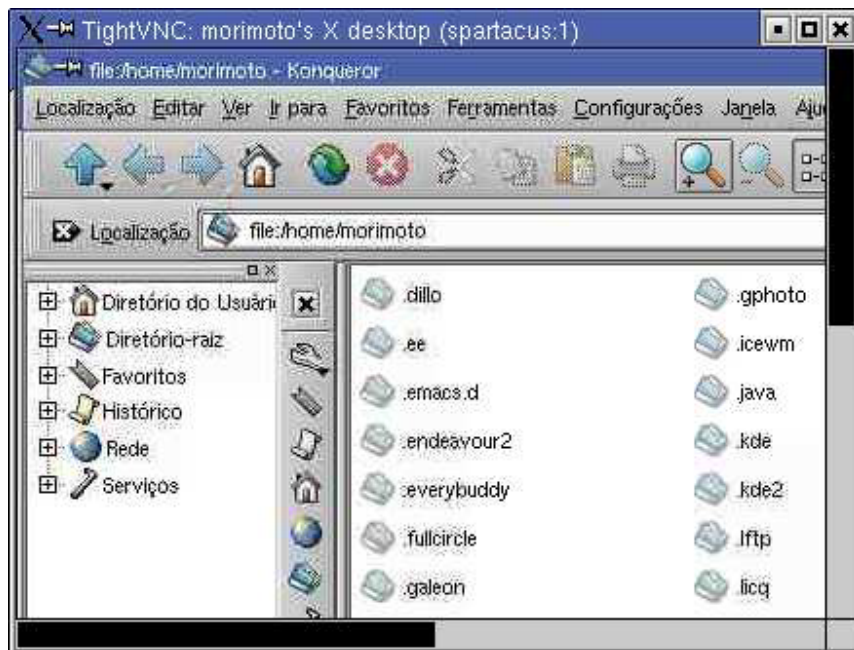 TightVNC: morimoto's X desktop (spartacus:1)
file:/home/morimoto - Konqueror
Localização Editar Ver Ir para Favoritos Ferramentas Configurações Janela Aju
Localização file:/home/morimoto
Diretório do Usuári
Diretório-raiz
Favoritos
Histórico
Rede
Serviços
.dillo
.ee
.emacs.d
.endeavour2
.everybuddy
.fullcircle
.galeon
.gphoto
.icewm
.java
.kde
.kde2
.lftp
.licq